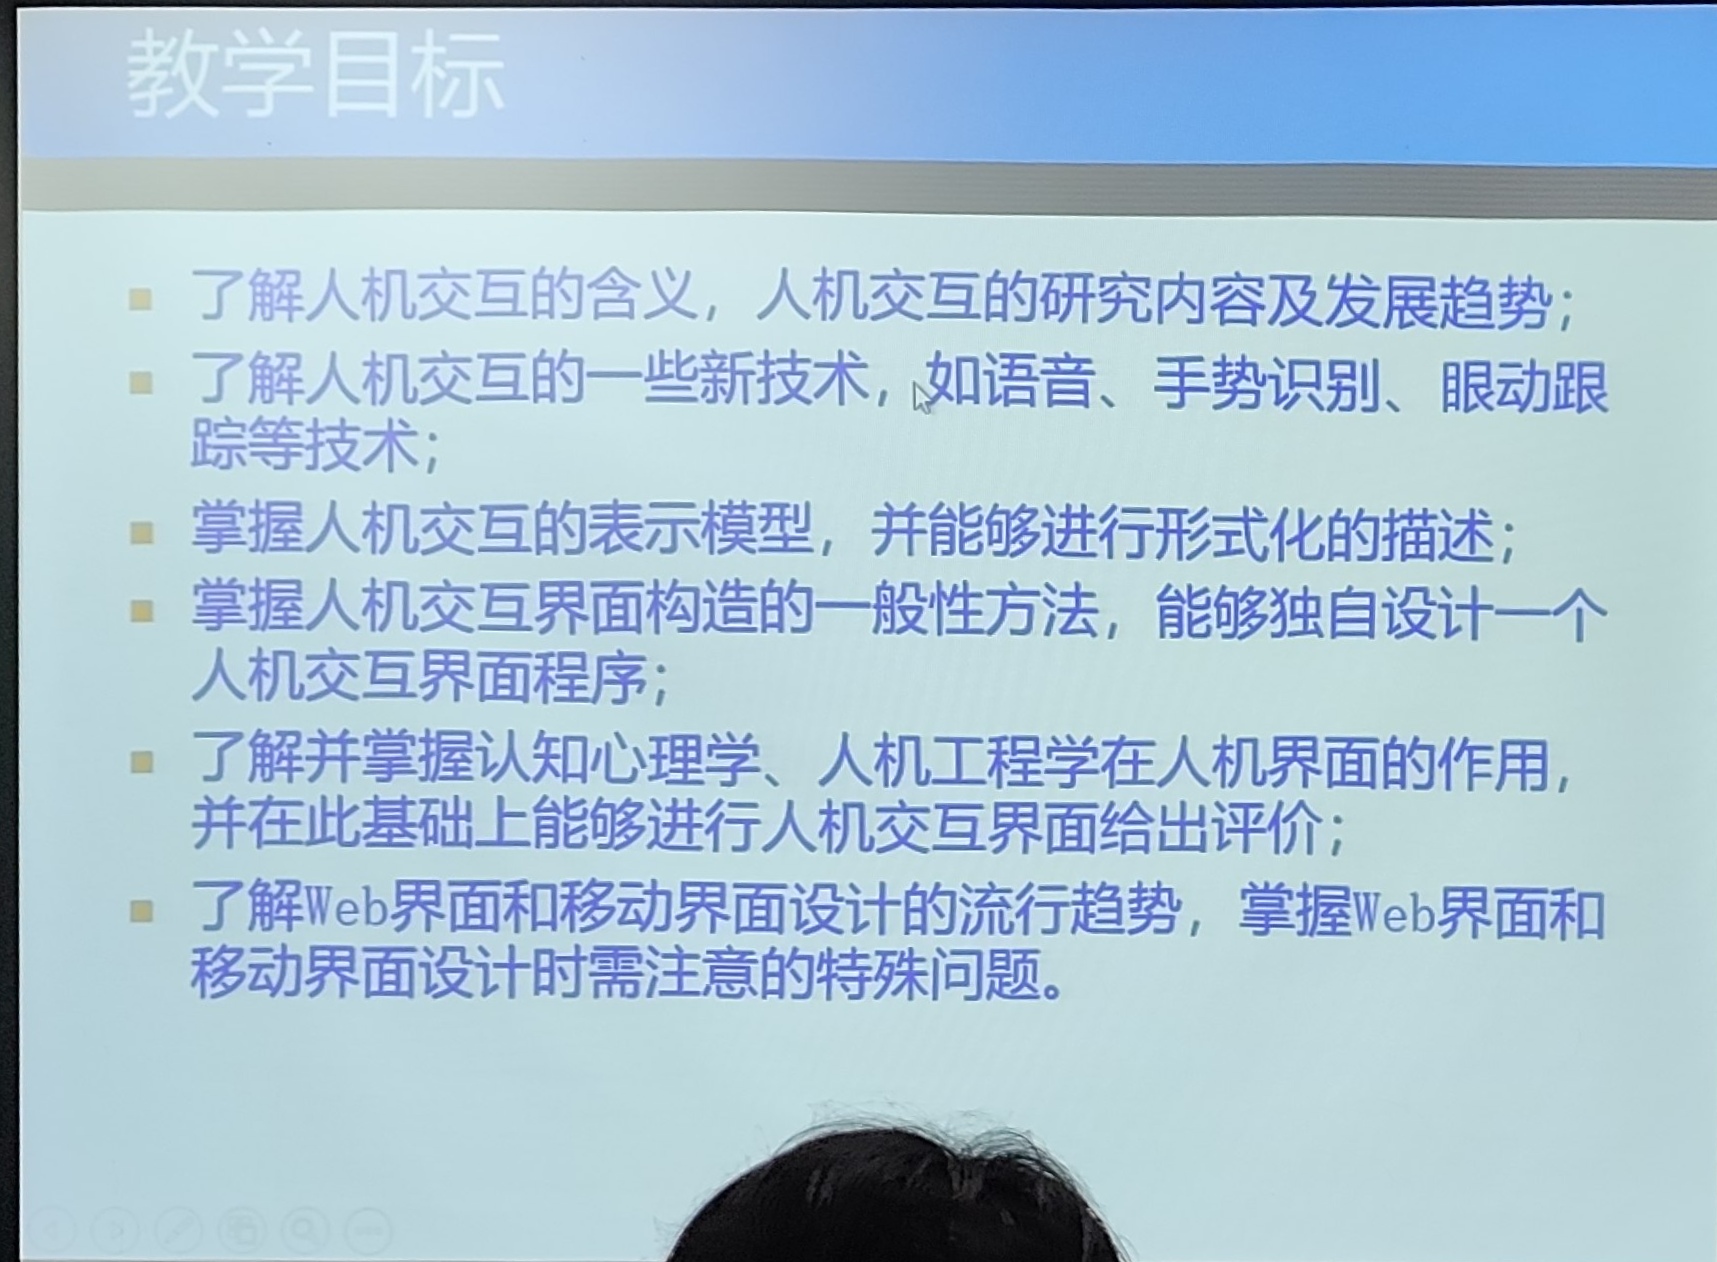 教学目标
了解人机交互的含义，人机交互的研究内容及发展趋势；
了解人机交互的一些新技术，如语音、手势识别、眼动跟
踪等技术；
掌握人机交互的表示模型，并能够进行形式化的描述；
掌握人机交互界面构造的一般性方法，能够独自设计一个
人机交互界面程序；
了解并掌握认知心理学、人机工程学在人机界面的作用，
并在此基础上能够进行人机交互界面给出评价；
了解Web界面和移动界面设计的流行趋势，掌握Web界面和
移动界面设计时需注意的特殊问题。